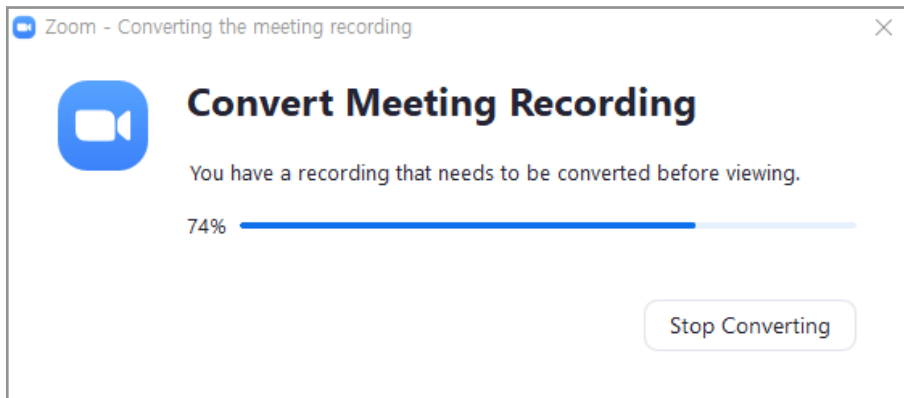 Zoom - Converting the meeting recording
Convert Meeting Recording
You have a recording that needs to be converted before viewing.
74%
Stop Converting